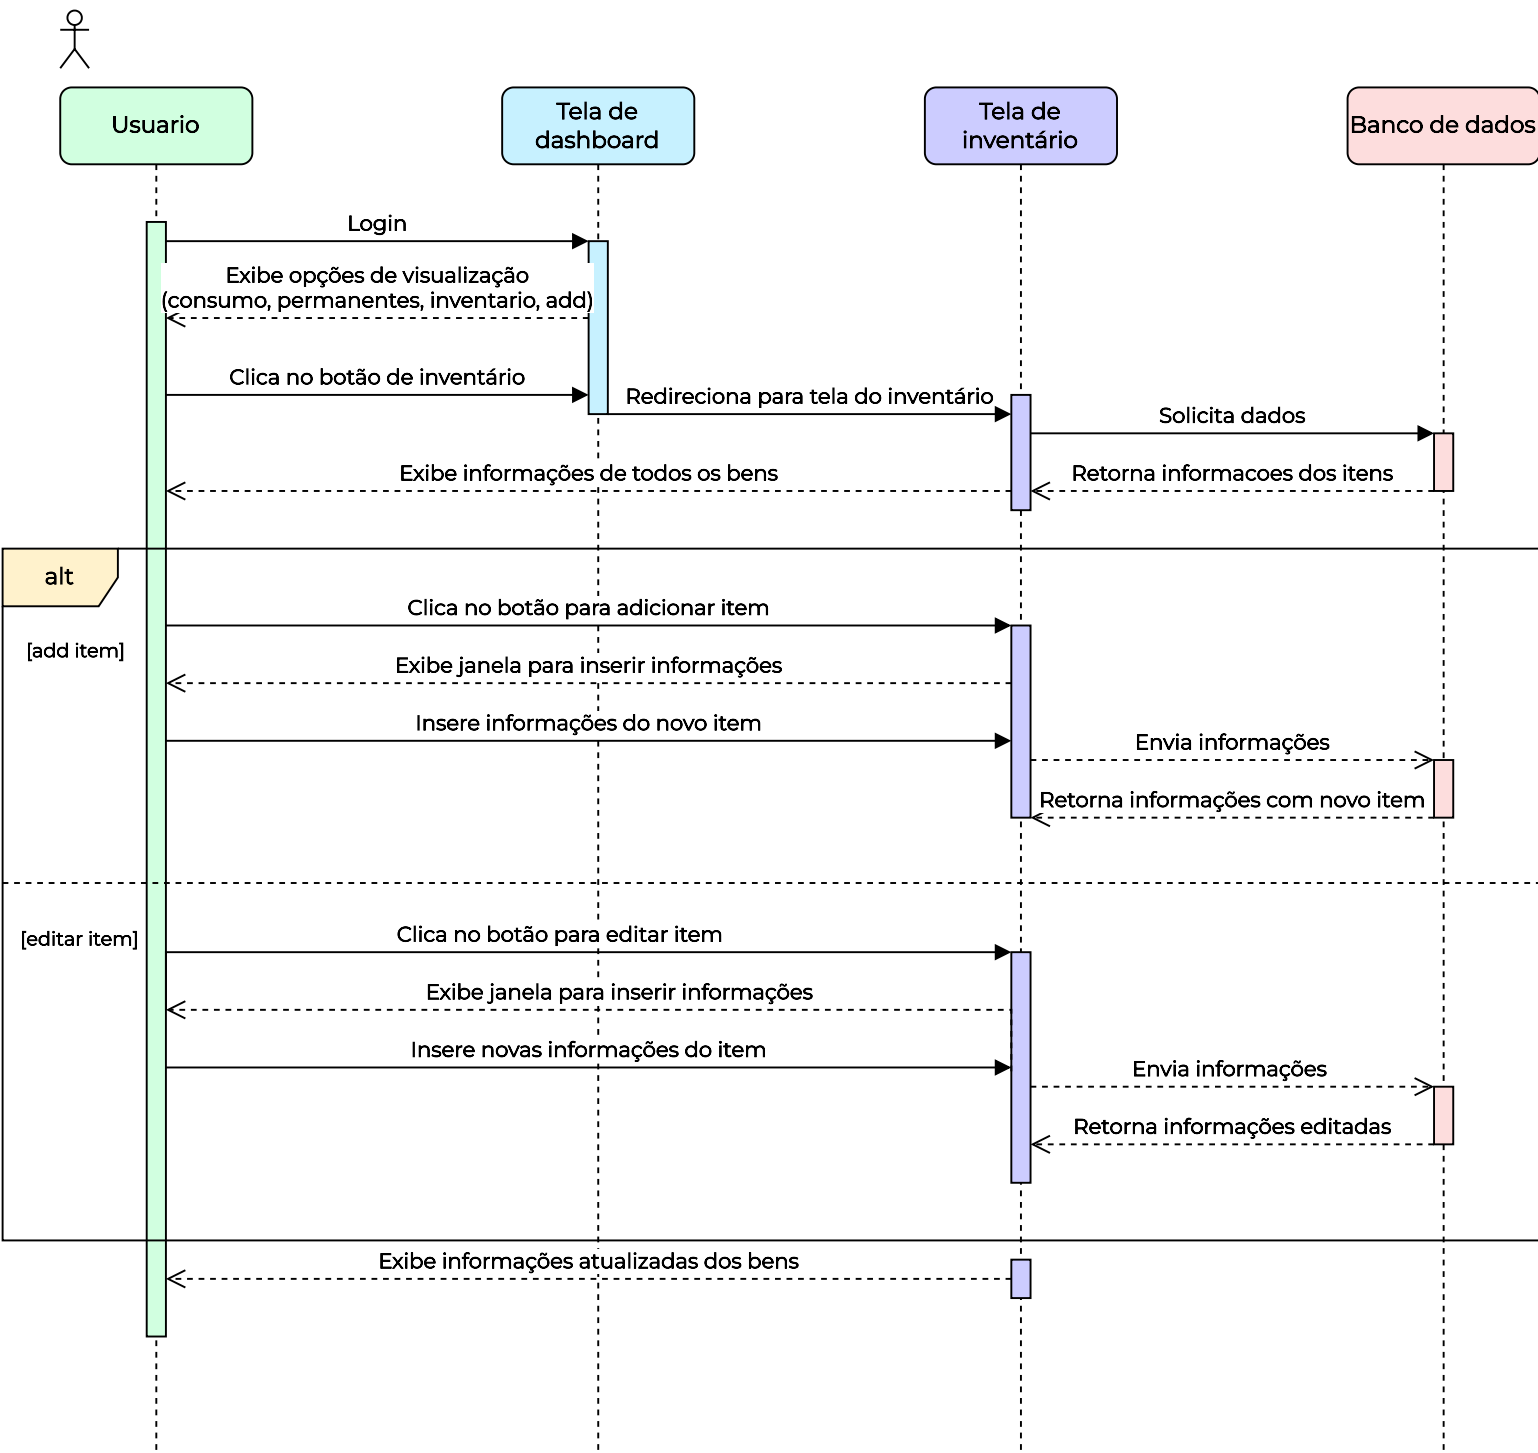 Usuario
Tela de
dashboard
Tela de
inventário
Banco de dados
Login
Exibe opções de visualização
(consumo, permanentes, inventario, add)
Clica no botão de inventário
Redireciona para tela do inventário
Solicita dados
Exibe informações de todos os bens
Retorna informacoes dos itens
alt
Clica no botão para adicionar item
[add item]
Exibe janela para inserir informações
Insere informações do novo item
Envia informações
Retorna informações com novo item
[editar item]
Clica no botão para editar item
Exibe janela para inserir informações
Insere novas informações do item
Envia informações
Retorna informações editadas
Exibe informações atualizadas dos bens